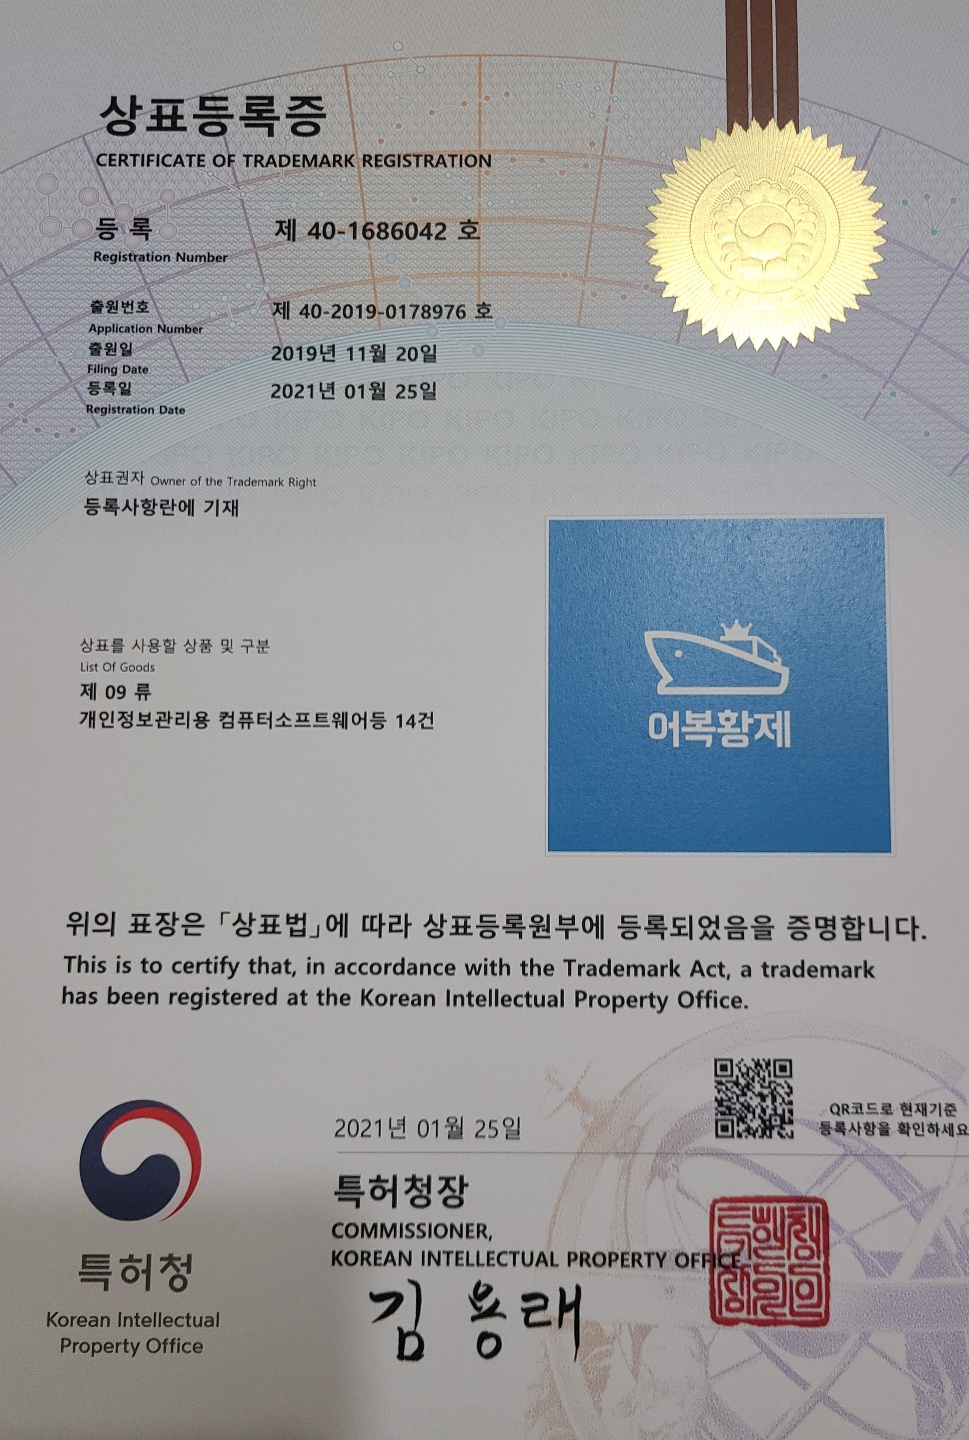 상표등록증
CERTIFICATE OF TRADEMARK REGISTRATION
등 록 제 40-1686042 호
Registration Number
출원번호 제 40-2019-0178976 호
Application Number
출원일 2019년 11월 20일
Filing Date
등록일 2021년 01월 25일
Registration Date
상표권자 Owner of the Trademark Right
등록사항란에 기재
상표를 사용할 상품 및 구분
List Of Goods
제 09 류
개인정보관리용 컴퓨터소프트웨어등 14건
어복황제
위의 표장은 「상표법」에 따라 상표등록원부에 등록되었음을 증명합니다.
This is to certify that, in accordance with the Trademark Act, a trademark
has been registered at the Korean Intellectual Property Office.
QR코드로 현재기준
등록사항을 확인하세요
2021년 01월 25일
특허청장
COMMISSIONER,
KOREAN INTELLECTUAL PROPERTY OFFICE
김용래
특허청
Korean Intellectual
Property Office